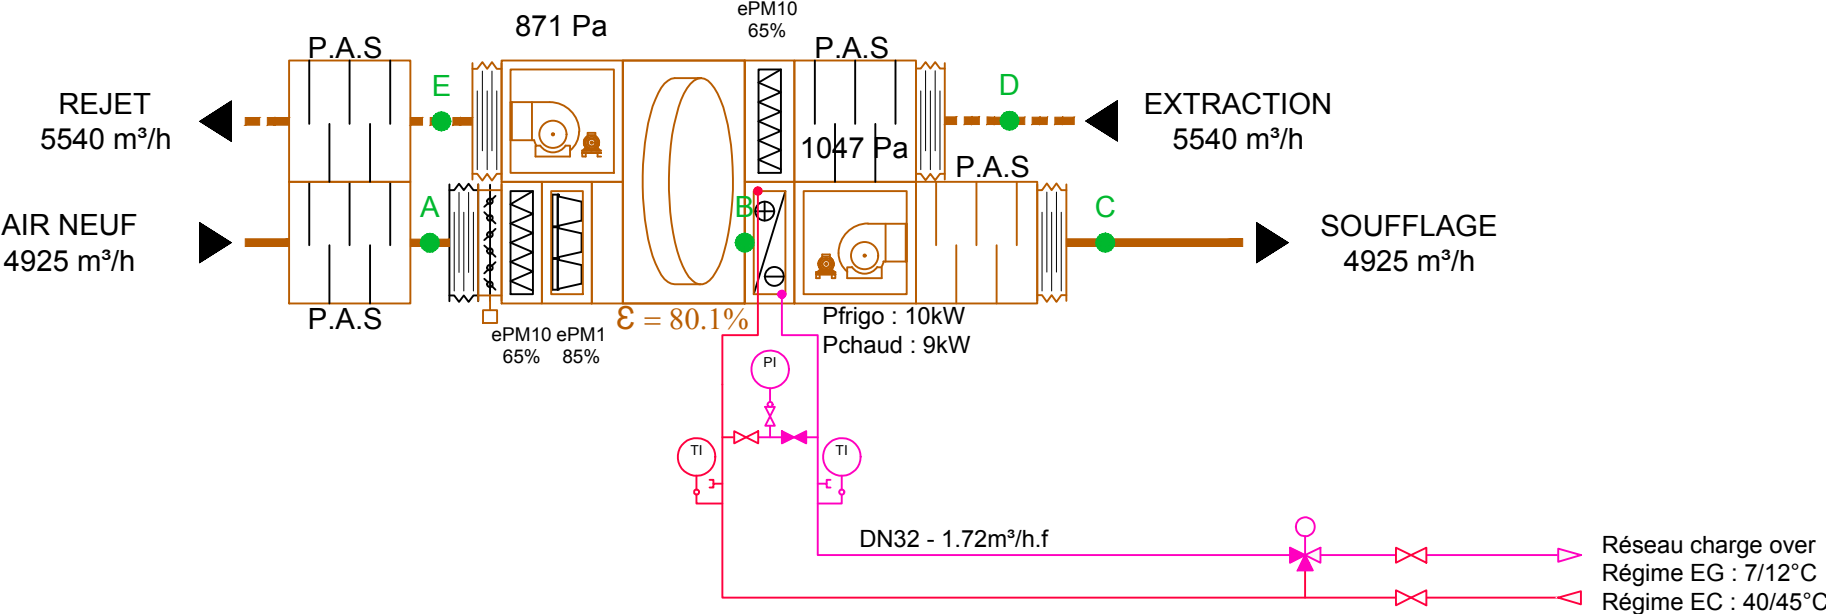 ePM10
65%
871 Pa
P.A.S
P.A.S
E
D
REJET
5540 m³/h
EXTRACTION
5540 m³/h
1047 Pa
P.A.S
A
B
C
AIR NEUF
4925 m³/h
SOUFFLAGE
4925 m³/h
P.A.S
ε = 80.1%
Pfrigo : 10kW
Pchaud : 9kW
ePM10
65%
ePM1
85%
PI
TI
TI
DN32 - 1.72m³/h.f
Réseau charge over
Régime EG : 7/12°C
Régime EC : 40/45°C